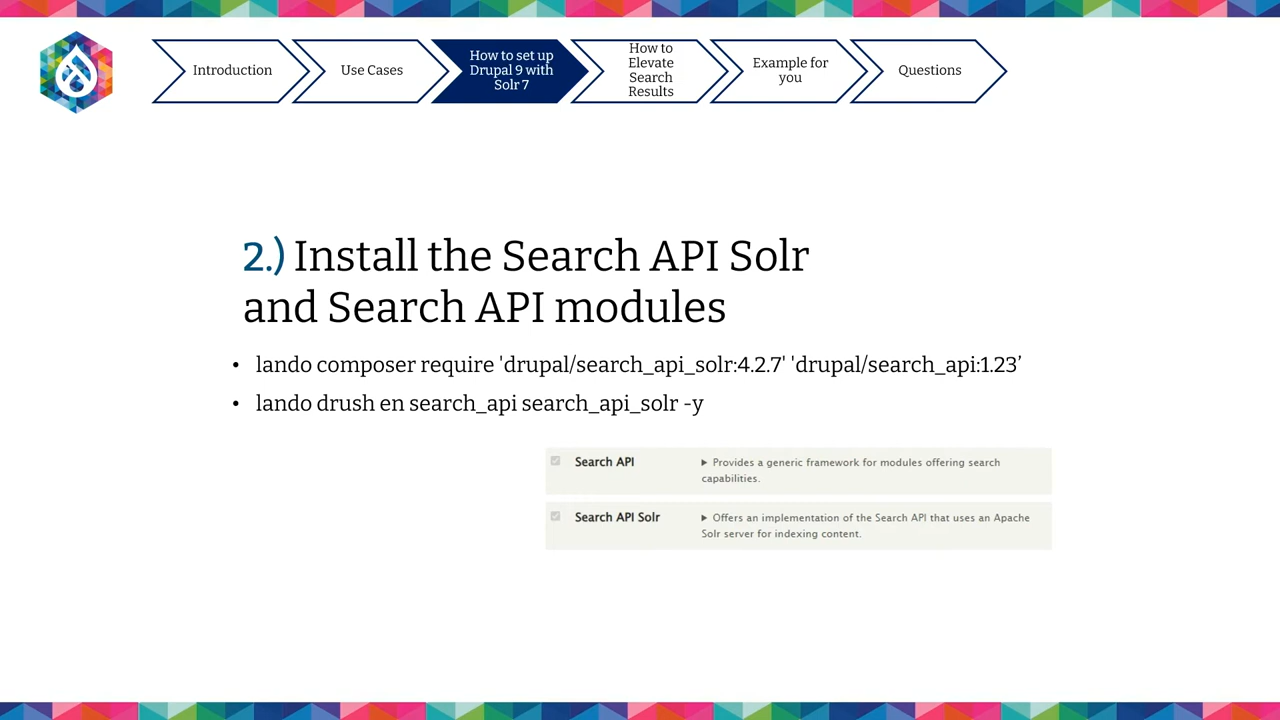 Introduction
Use Cases
How to set up
Drupal 9 with
Solr 7
How to
Elevate
Search
Results
Example for
you
Questions
2.) Install the Search API Solr
and Search API modules
• lando composer require 'drupal/search_api_solr:4.2.7' 'drupal/search_api:1.23’
• lando drush en search_api search_api_solr -y
Search API
▶ Provides a generic framework for modules offering search
capabilities.
Search API Solr
▶ Offers an implementation of the Search API that uses an Apache
Solr server for indexing content.